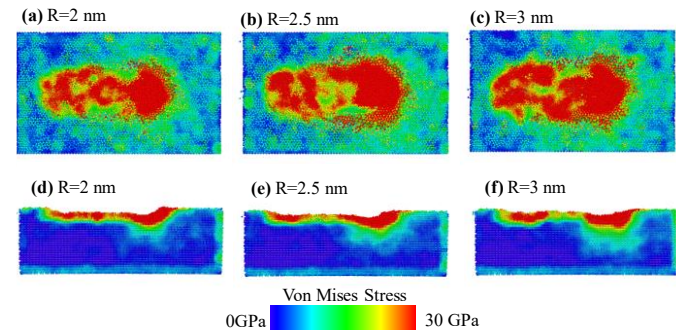 (a) R=2 nm
(b) R=2.5 nm
(c) R=3 nm
(d) R=2 nm
(e) R=2.5 nm
(f) R=3 nm
Von Mises Stress
0GPa
30 GPa